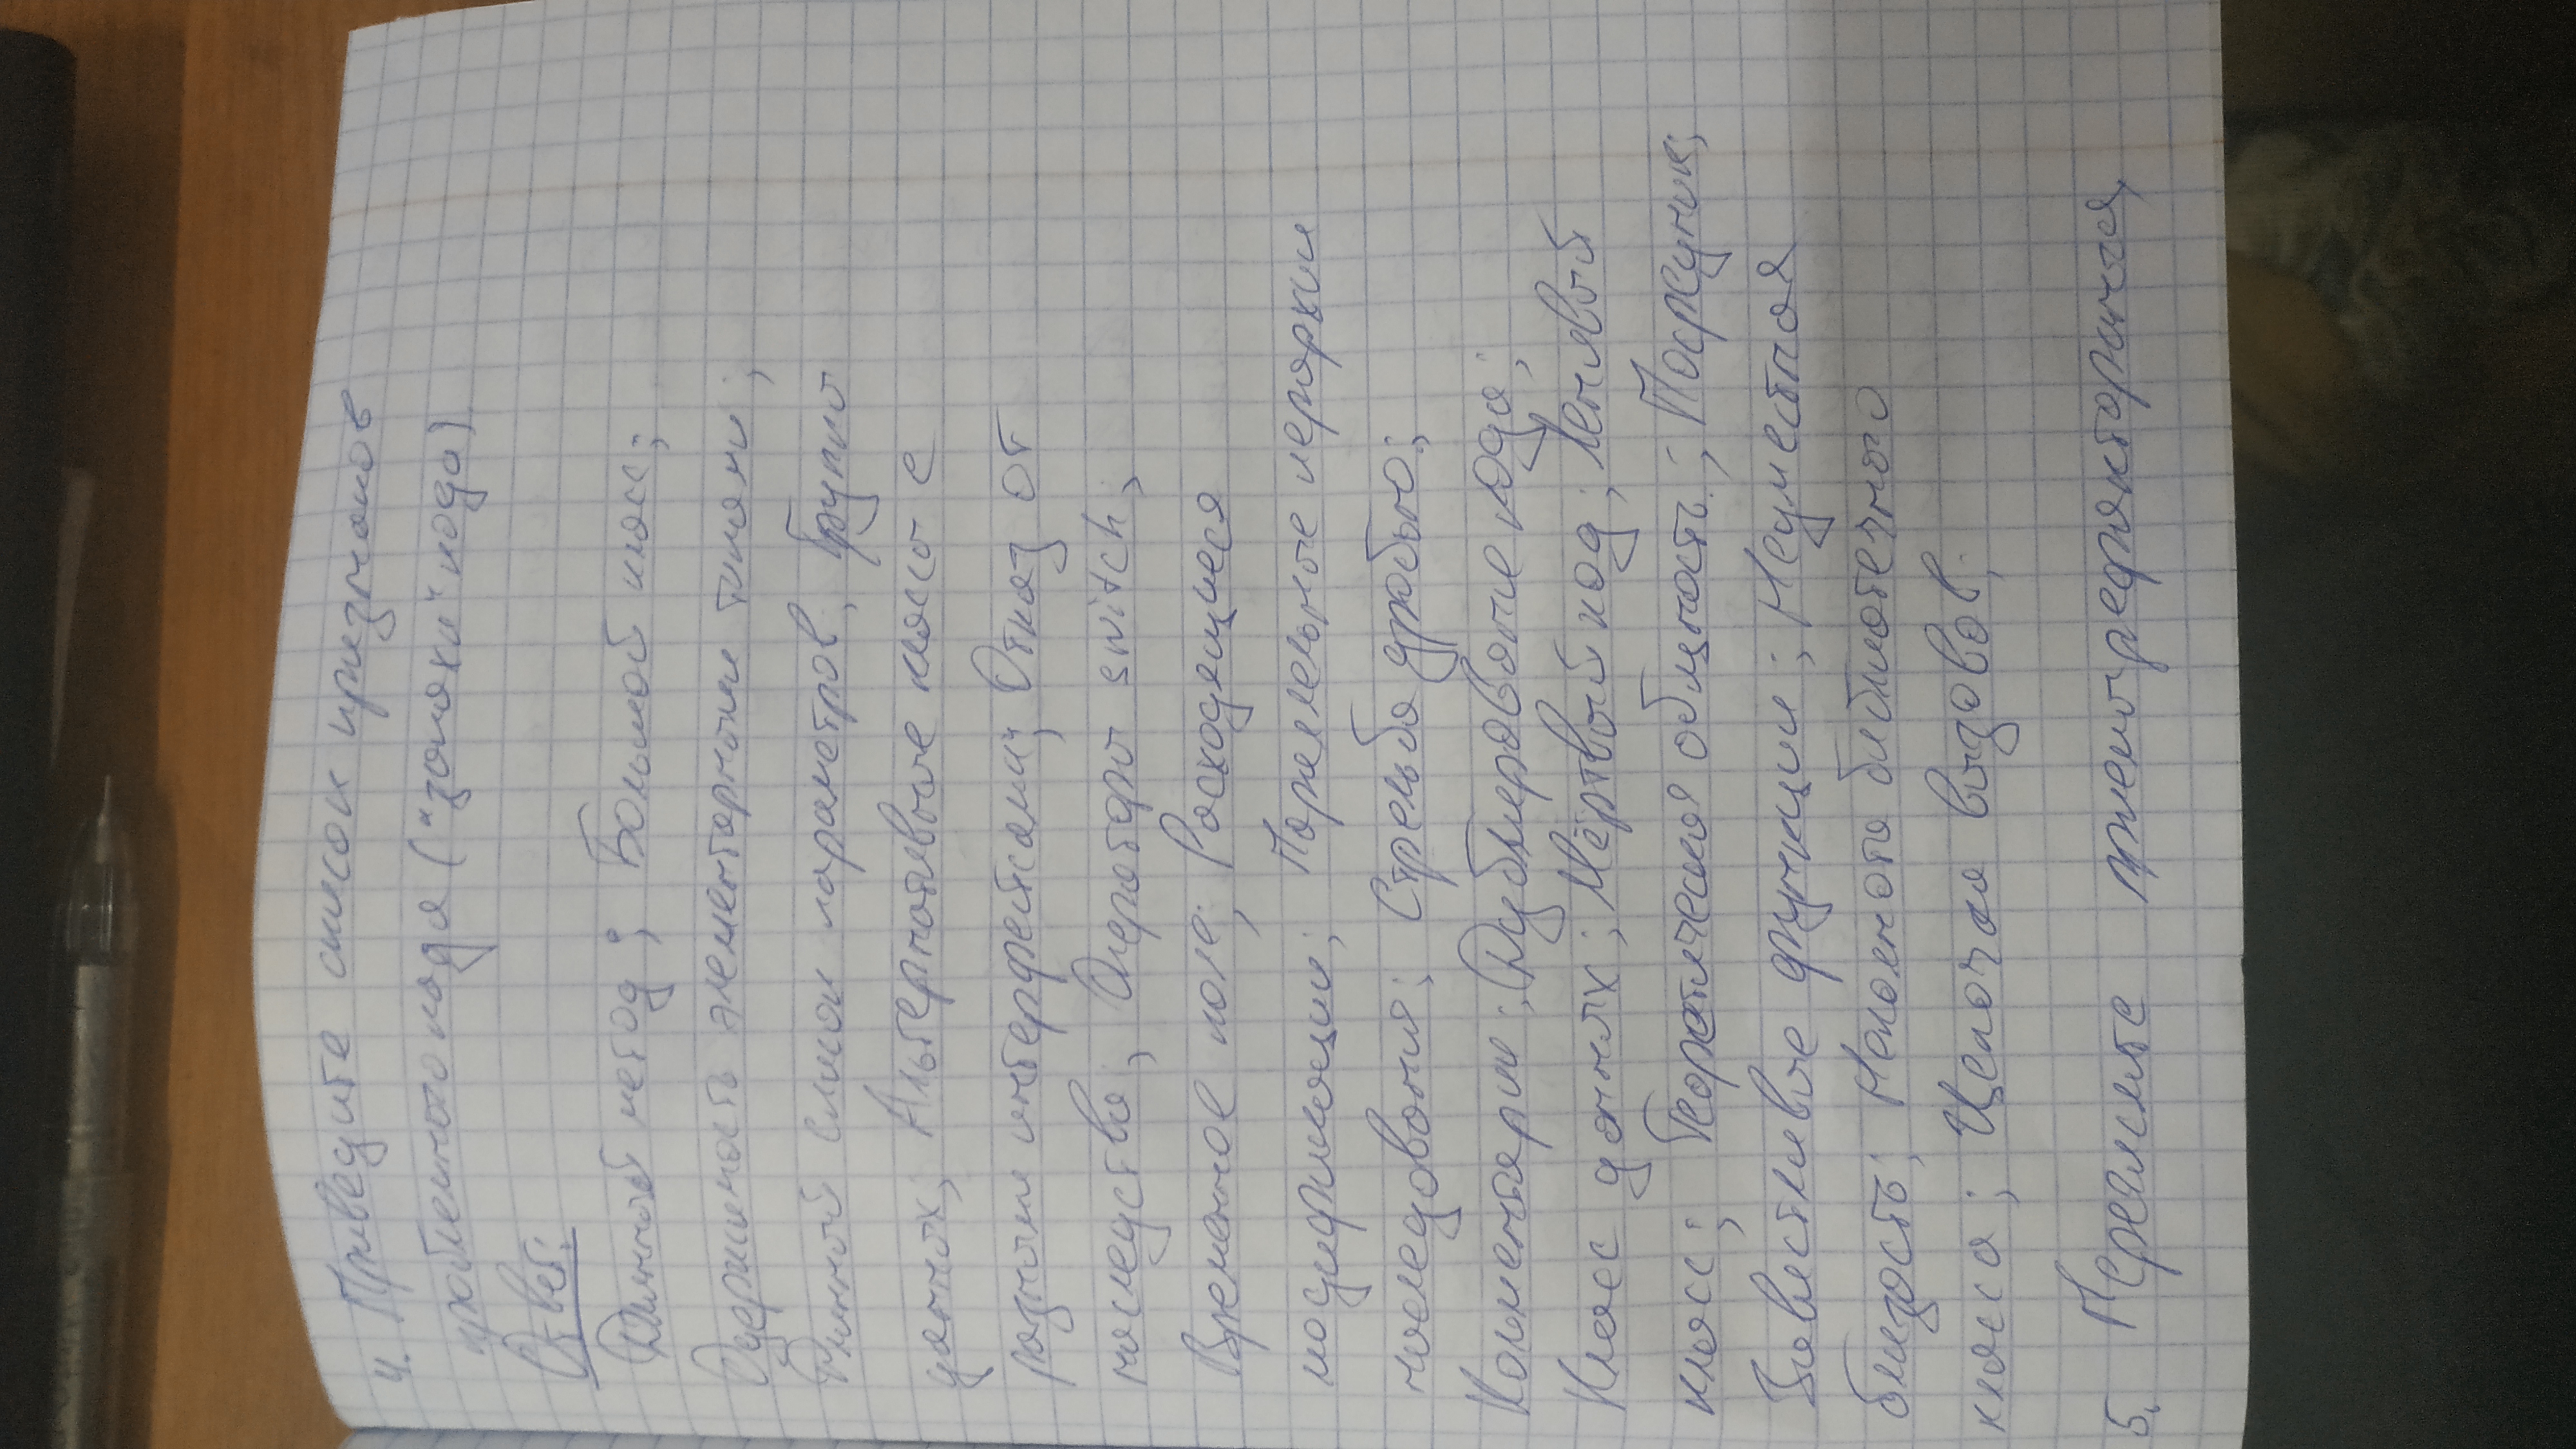 4. Приведите список признаков
проблемного кода ("запахи" кода)
Ответ:
Длинный метод; Большой класс;
Одержимость элементарными типами;
Длинный список параметров, Группы
данных; Альтернативные классы с
разными интерфейсами; Отказ от
наследства; Операторы switch;
Временное поле; Расходящиеся
модификации; Параллельные иерархии
наследования; Стрельба дробью;
Комментарии; Дублирование кода;
Класс данных; Мёртвый код; Ленивый
класс; Теоретическая общность; Посредник;
Завистливые функции; Неуместная
близость; Неполнота библиотечного
класса; Цепочка вызовов;
5. Перечислите приемы рефакторинга,